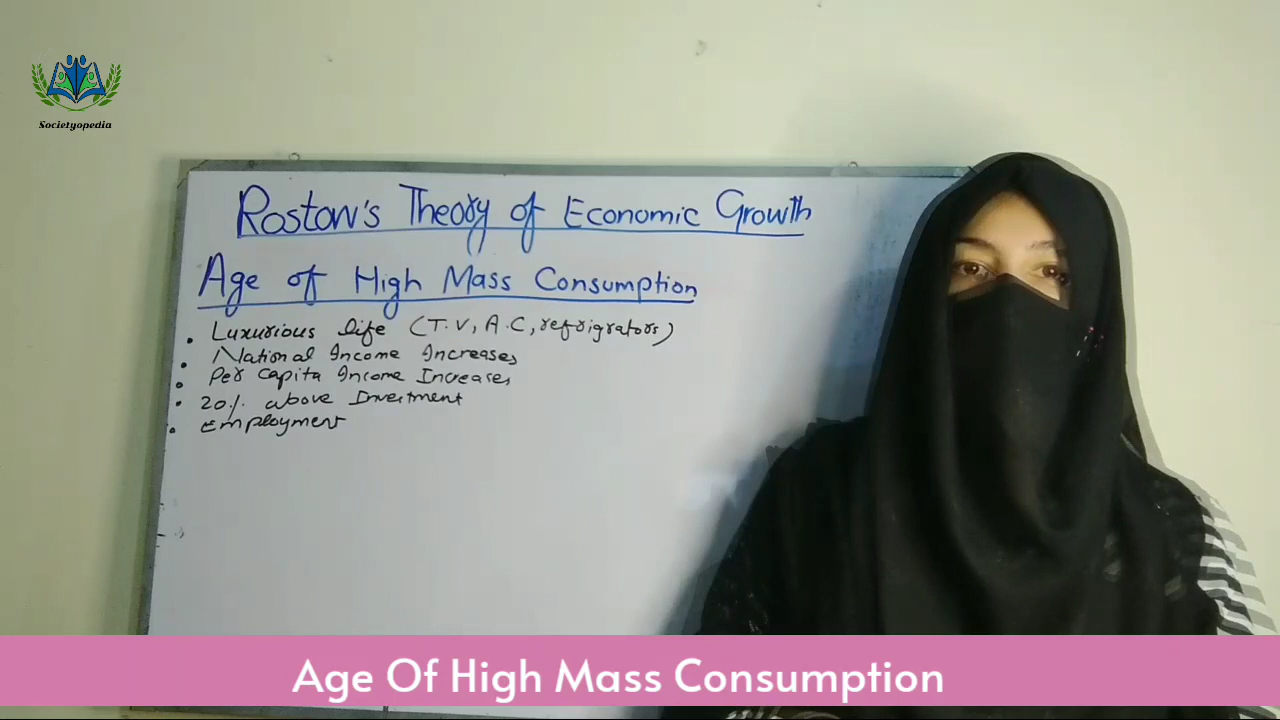 Societyopedia
Rostow's Theory of Economic Growth
Age of High Mass Consumption
• Luxurious life (T.V, A.C, refrigrators)
• National Income Increases
• Per capita Income Increases
• 20% above Investment
• Employment
Age Of High Mass Consumption